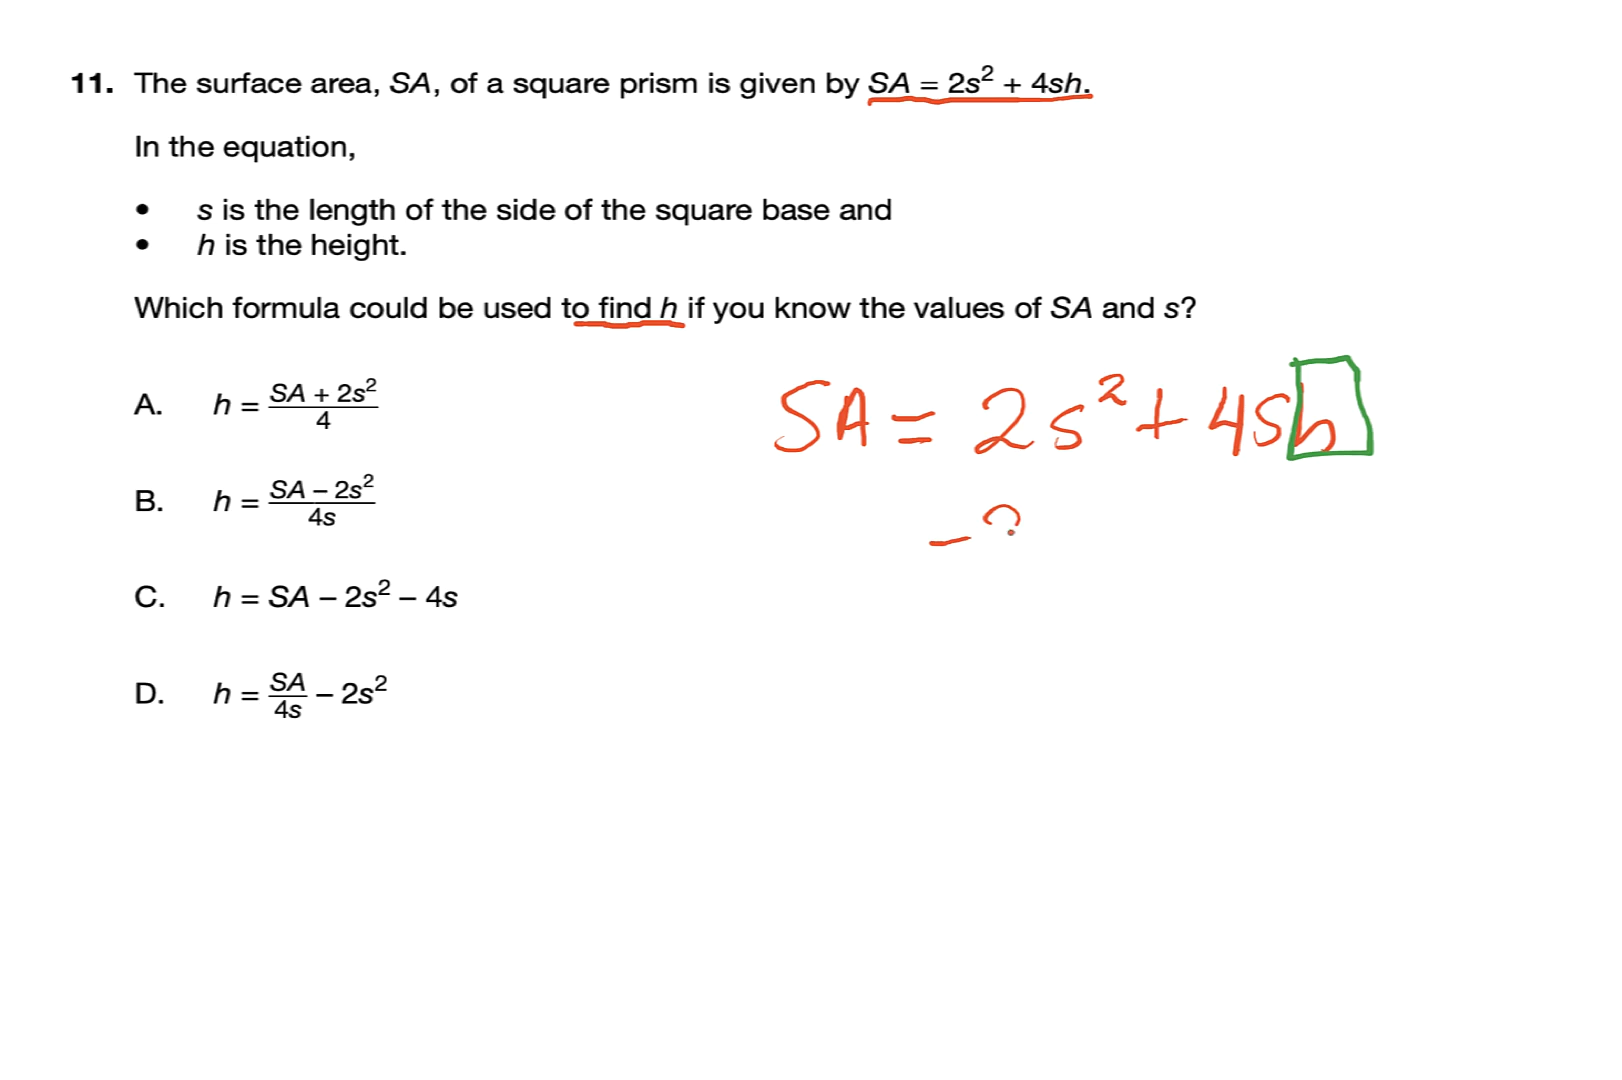 11. The surface area, SA, of a square prism is given by SA = 2s² + 4sh.
In the equation,
• s is the length of the side of the square base and
• h is the height.
Which formula could be used to find h if you know the values of SA and s?
A. h = (SA + 2s²)/4
B. h = (SA – 2s²)/4s
C. h = SA – 2s² – 4s
D. h = SA/4s – 2s²
SA = 2s² + 4sh
– ?